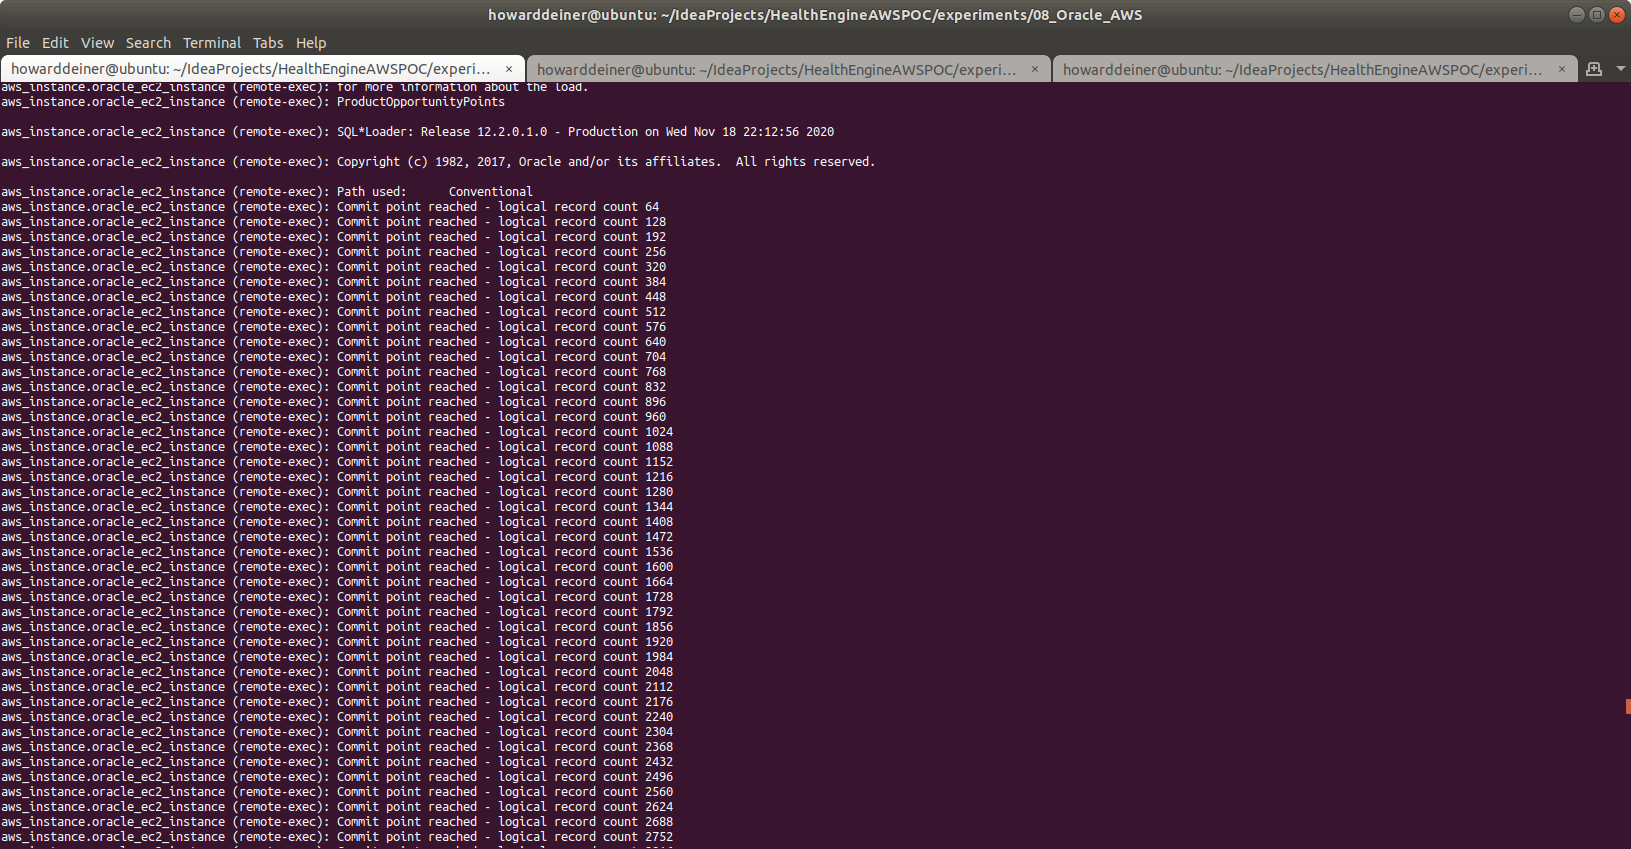 howarddeiner@ubuntu: ~/IdeaProjects/HealthEngineAWSPOC/experiments/08_Oracle_AWS
File Edit View Search Terminal Tabs Help
howarddeiner@ubuntu: ~/IdeaProjects/HealthEngineAWSPOC/experi... × howarddeiner@ubuntu: ~/IdeaProjects/HealthEngineAWSPOC/experi... × howarddeiner@ubuntu: ~/IdeaProjects/HealthEngineAWSPOC/experi... ×
aws_instance.oracle_ec2_instance (remote-exec): for more information about the load.
aws_instance.oracle_ec2_instance (remote-exec): ProductOpportunityPoints
aws_instance.oracle_ec2_instance (remote-exec): SQL*Loader: Release 12.2.0.1.0 - Production on Wed Nov 18 22:12:56 2020
aws_instance.oracle_ec2_instance (remote-exec): Copyright (c) 1982, 2017, Oracle and/or its affiliates.  All rights reserved.
aws_instance.oracle_ec2_instance (remote-exec): Path used:      Conventional
aws_instance.oracle_ec2_instance (remote-exec): Commit point reached - logical record count 64
aws_instance.oracle_ec2_instance (remote-exec): Commit point reached - logical record count 128
aws_instance.oracle_ec2_instance (remote-exec): Commit point reached - logical record count 192
aws_instance.oracle_ec2_instance (remote-exec): Commit point reached - logical record count 256
aws_instance.oracle_ec2_instance (remote-exec): Commit point reached - logical record count 320
aws_instance.oracle_ec2_instance (remote-exec): Commit point reached - logical record count 384
aws_instance.oracle_ec2_instance (remote-exec): Commit point reached - logical record count 448
aws_instance.oracle_ec2_instance (remote-exec): Commit point reached - logical record count 512
aws_instance.oracle_ec2_instance (remote-exec): Commit point reached - logical record count 576
aws_instance.oracle_ec2_instance (remote-exec): Commit point reached - logical record count 640
aws_instance.oracle_ec2_instance (remote-exec): Commit point reached - logical record count 704
aws_instance.oracle_ec2_instance (remote-exec): Commit point reached - logical record count 768
aws_instance.oracle_ec2_instance (remote-exec): Commit point reached - logical record count 832
aws_instance.oracle_ec2_instance (remote-exec): Commit point reached - logical record count 896
aws_instance.oracle_ec2_instance (remote-exec): Commit point reached - logical record count 960
aws_instance.oracle_ec2_instance (remote-exec): Commit point reached - logical record count 1024
aws_instance.oracle_ec2_instance (remote-exec): Commit point reached - logical record count 1088
aws_instance.oracle_ec2_instance (remote-exec): Commit point reached - logical record count 1152
aws_instance.oracle_ec2_instance (remote-exec): Commit point reached - logical record count 1216
aws_instance.oracle_ec2_instance (remote-exec): Commit point reached - logical record count 1280
aws_instance.oracle_ec2_instance (remote-exec): Commit point reached - logical record count 1344
aws_instance.oracle_ec2_instance (remote-exec): Commit point reached - logical record count 1408
aws_instance.oracle_ec2_instance (remote-exec): Commit point reached - logical record count 1472
aws_instance.oracle_ec2_instance (remote-exec): Commit point reached - logical record count 1536
aws_instance.oracle_ec2_instance (remote-exec): Commit point reached - logical record count 1600
aws_instance.oracle_ec2_instance (remote-exec): Commit point reached - logical record count 1664
aws_instance.oracle_ec2_instance (remote-exec): Commit point reached - logical record count 1728
aws_instance.oracle_ec2_instance (remote-exec): Commit point reached - logical record count 1792
aws_instance.oracle_ec2_instance (remote-exec): Commit point reached - logical record count 1856
aws_instance.oracle_ec2_instance (remote-exec): Commit point reached - logical record count 1920
aws_instance.oracle_ec2_instance (remote-exec): Commit point reached - logical record count 1984
aws_instance.oracle_ec2_instance (remote-exec): Commit point reached - logical record count 2048
aws_instance.oracle_ec2_instance (remote-exec): Commit point reached - logical record count 2112
aws_instance.oracle_ec2_instance (remote-exec): Commit point reached - logical record count 2176
aws_instance.oracle_ec2_instance (remote-exec): Commit point reached - logical record count 2240
aws_instance.oracle_ec2_instance (remote-exec): Commit point reached - logical record count 2304
aws_instance.oracle_ec2_instance (remote-exec): Commit point reached - logical record count 2368
aws_instance.oracle_ec2_instance (remote-exec): Commit point reached - logical record count 2432
aws_instance.oracle_ec2_instance (remote-exec): Commit point reached - logical record count 2496
aws_instance.oracle_ec2_instance (remote-exec): Commit point reached - logical record count 2560
aws_instance.oracle_ec2_instance (remote-exec): Commit point reached - logical record count 2624
aws_instance.oracle_ec2_instance (remote-exec): Commit point reached - logical record count 2688
aws_instance.oracle_ec2_instance (remote-exec): Commit point reached - logical record count 2752